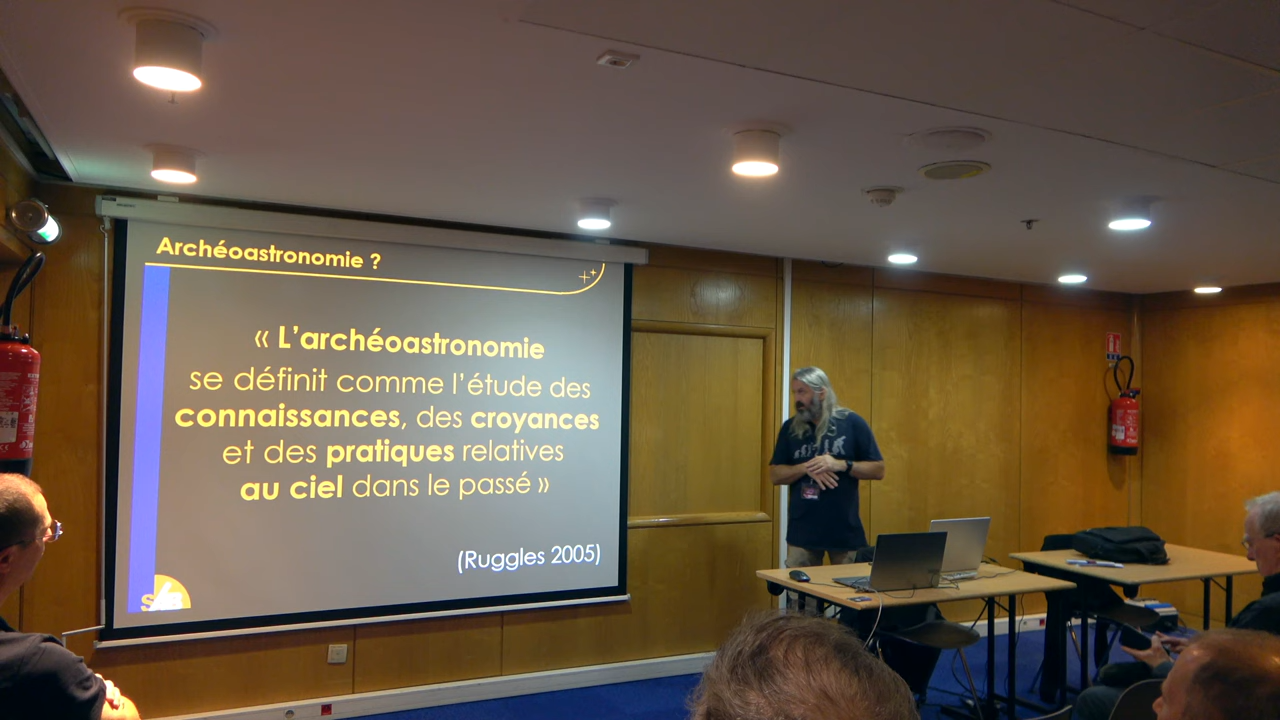 Archéoastronomie ?
« L'archéoastronomie
se définit comme l'étude des
connaissances, des croyances
et des pratiques relatives
au ciel dans le passé »
(Ruggles 2005)